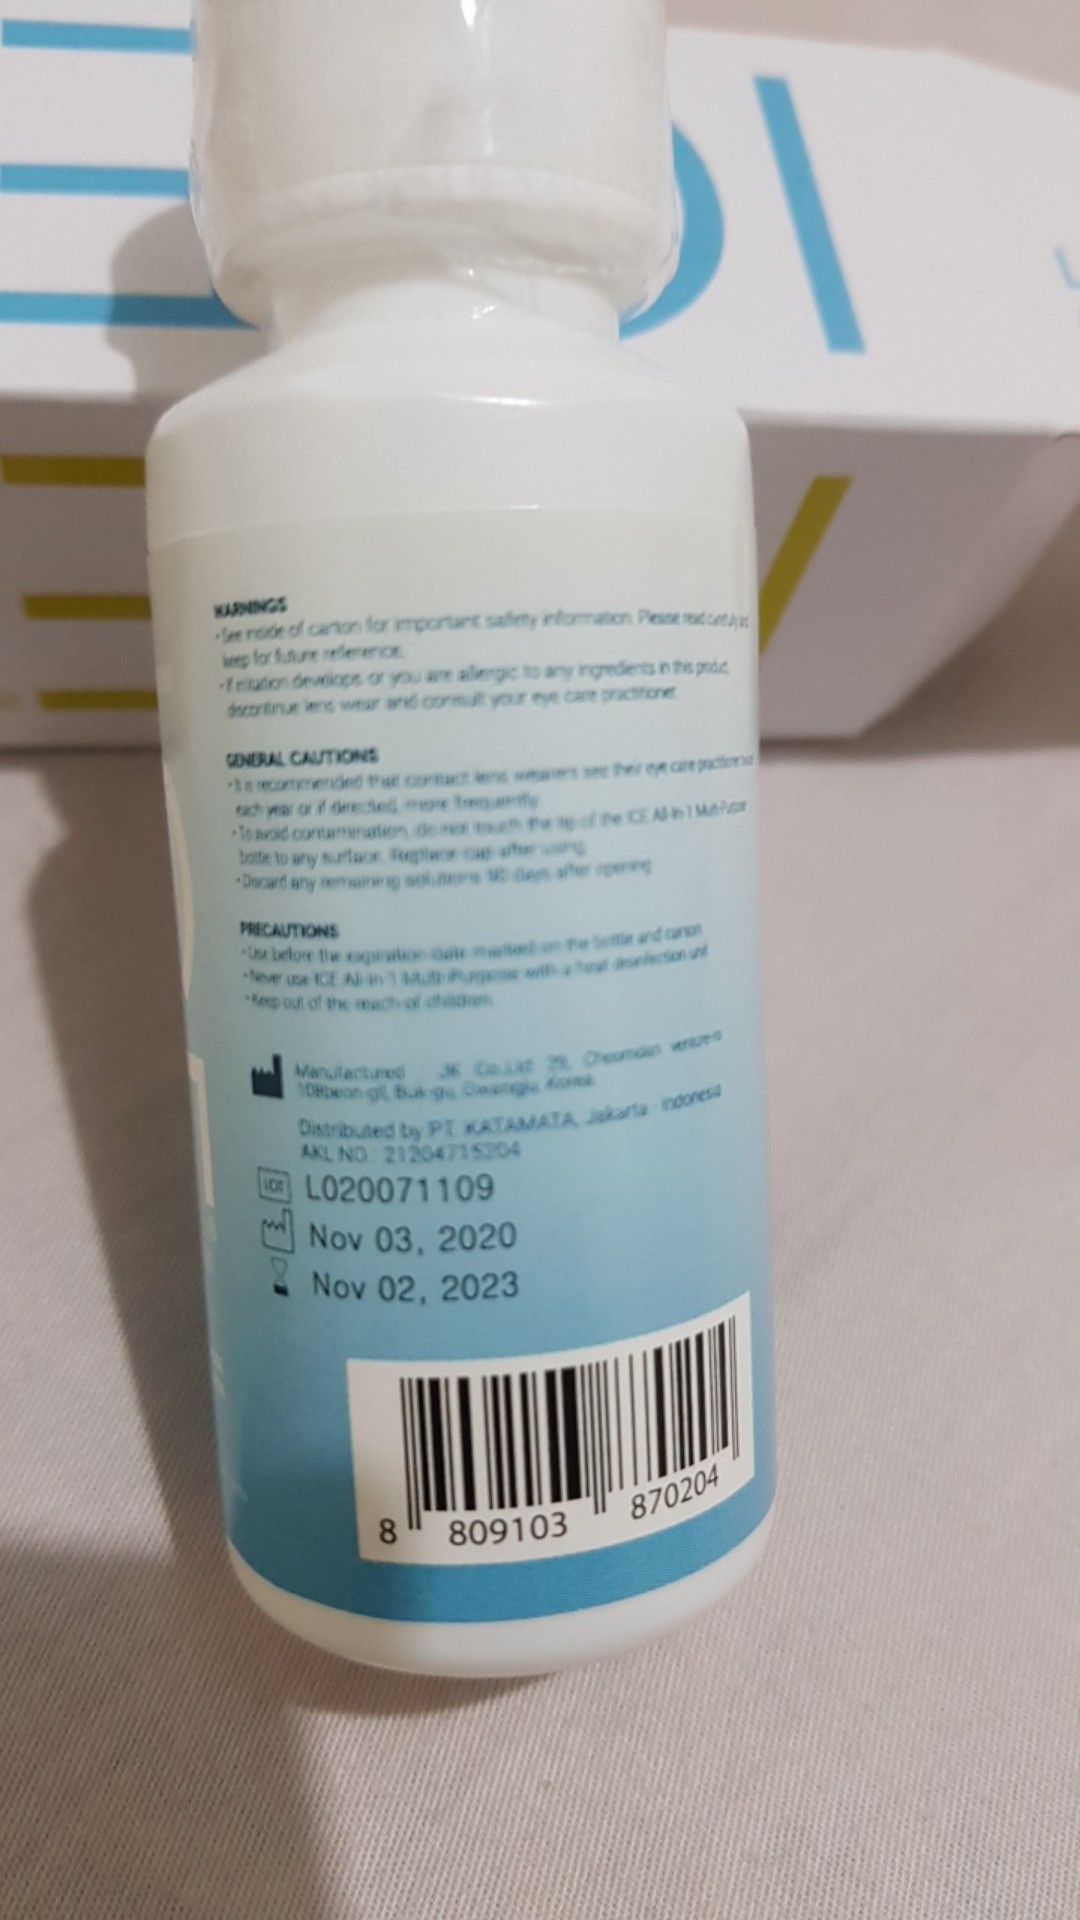 WARNINGS
• See inside of carton for important safety information. Please read carefully and
keep for future reference.
• If irritation develops or you are allergic to any ingredients in this product,
discontinue lens wear and consult your eye care practitioner.
GENERAL CAUTIONS
• It is recommended that contact lens wearers see their eye care practitioner
each year or if directed, more frequently.
• To avoid contamination, do not touch the tip of the ICE All-In-1 Multi-Purpose
bottle to any surface. Replace cap after using.
• Discard any remaining solutions 90 days after opening
PRECAUTIONS
• Use before the expiration date marked on the bottle and carton
• Never use ICE All-In-1 Multi-Purpose with a heat disinfection unit
• Keep out of the reach of children
Manufactured : JK Co.,Ltd
Buk-gu, Gwangju, Korea.
Distributed by PT. KATAMATA, Jakarta - Indonesia
AKL NO.: 21204715204
LOT L020071109
Nov 03, 2020
Nov 02, 2023
8 809103 870204